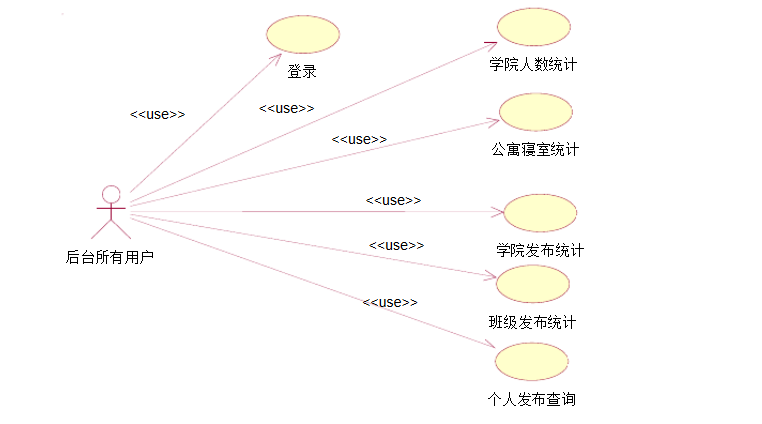 登录
学院人数统计
<<use>>
<<use>>
<<use>>
公寓寝室统计
<<use>>
学院发布统计
后台所有用户
<<use>>
班级发布统计
<<use>>
个人发布查询